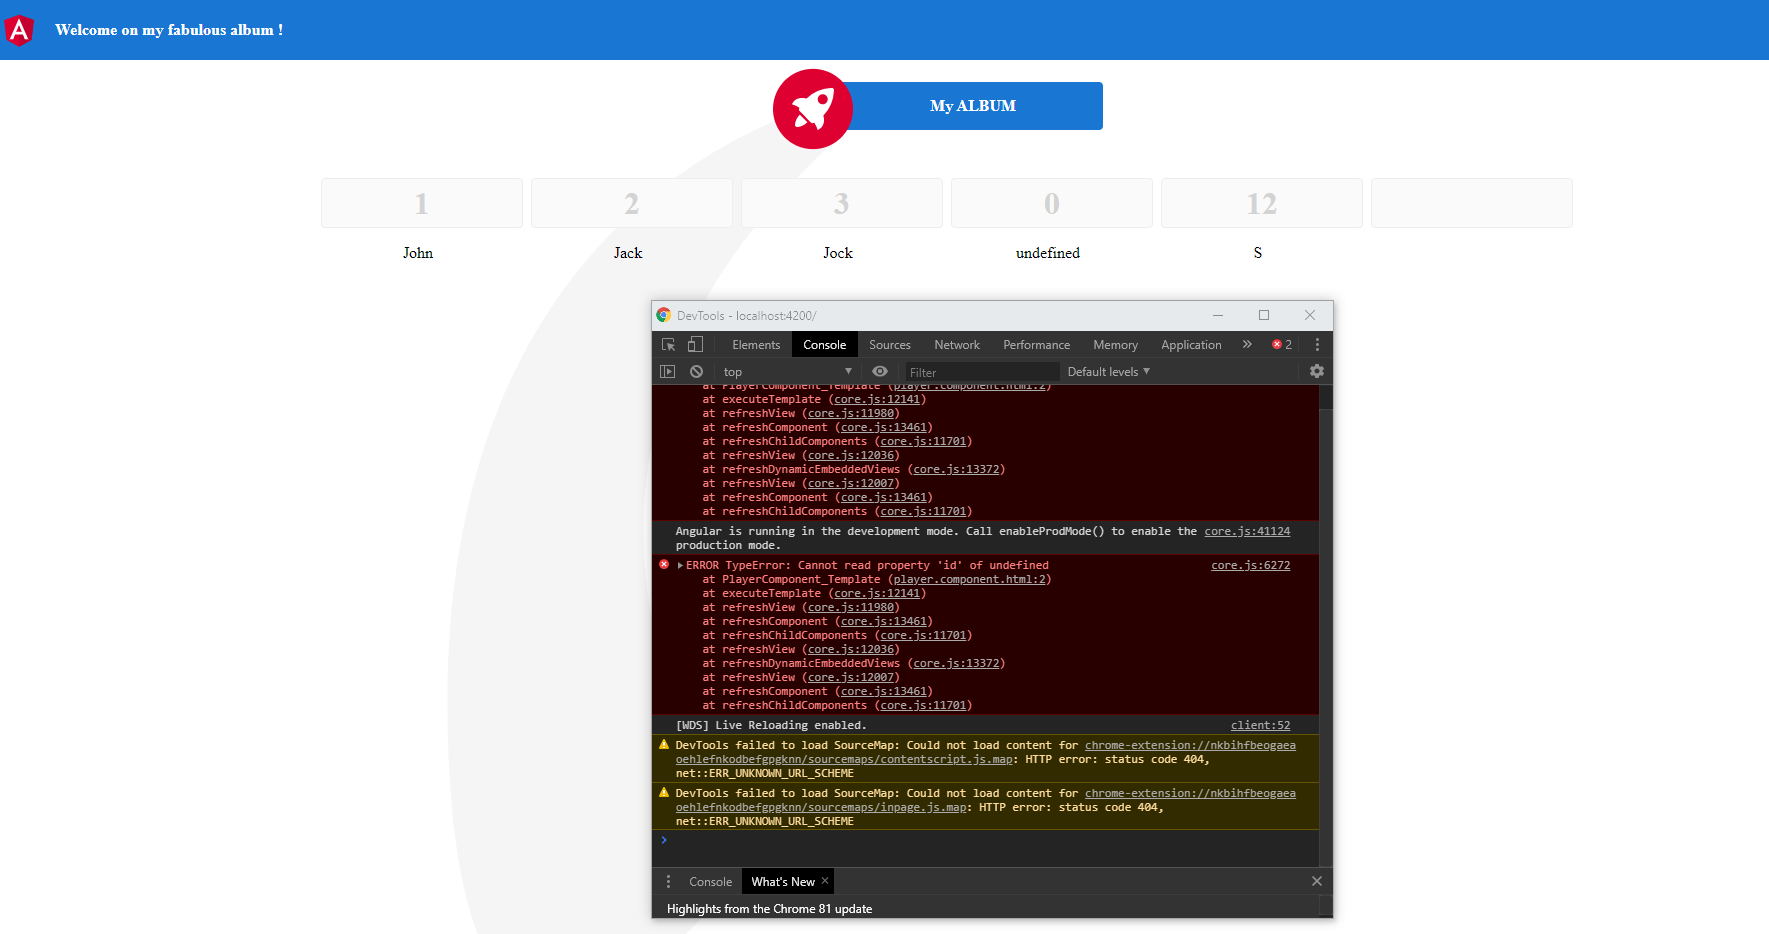 A
Welcome on my fabulous album !
My ALBUM
1 2 3 0 12
John Jack Jock undefined S
DevTools - localhost:4200/
Elements Console Sources Network Performance Memory Application » 2
top Filter Default levels
at PlayerComponent_Template (player.component.html:2)
at executeTemplate (core.js:12141)
at refreshView (core.js:11980)
at refreshComponent (core.js:13461)
at refreshChildComponents (core.js:11701)
at refreshView (core.js:12036)
at refreshDynamicEmbeddedViews (core.js:13372)
at refreshView (core.js:12007)
at refreshComponent (core.js:13461)
at refreshChildComponents (core.js:11701)
Angular is running in the development mode. Call enableProdMode() to enable the core.js:41124
production mode.
ERROR TypeError: Cannot read property 'id' of undefined core.js:6272
at PlayerComponent_Template (player.component.html:2)
at executeTemplate (core.js:12141)
at refreshView (core.js:11980)
at refreshComponent (core.js:13461)
at refreshChildComponents (core.js:11701)
at refreshView (core.js:12036)
at refreshDynamicEmbeddedViews (core.js:13372)
at refreshView (core.js:12007)
at refreshComponent (core.js:13461)
at refreshChildComponents (core.js:11701)
[WDS] Live Reloading enabled. client:52
DevTools failed to load SourceMap: Could not load content for chrome-extension://nkbihfbeogaea
oehlefnkodbefgpgknn/sourcemaps/contentscript.js.map: HTTP error: status code 404,
net::ERR_UNKNOWN_URL_SCHEME
DevTools failed to load SourceMap: Could not load content for chrome-extension://nkbihfbeogaea
oehlefnkodbefgpgknn/sourcemaps/inpage.js.map: HTTP error: status code 404,
net::ERR_UNKNOWN_URL_SCHEME
Console What's New
Highlights from the Chrome 81 update